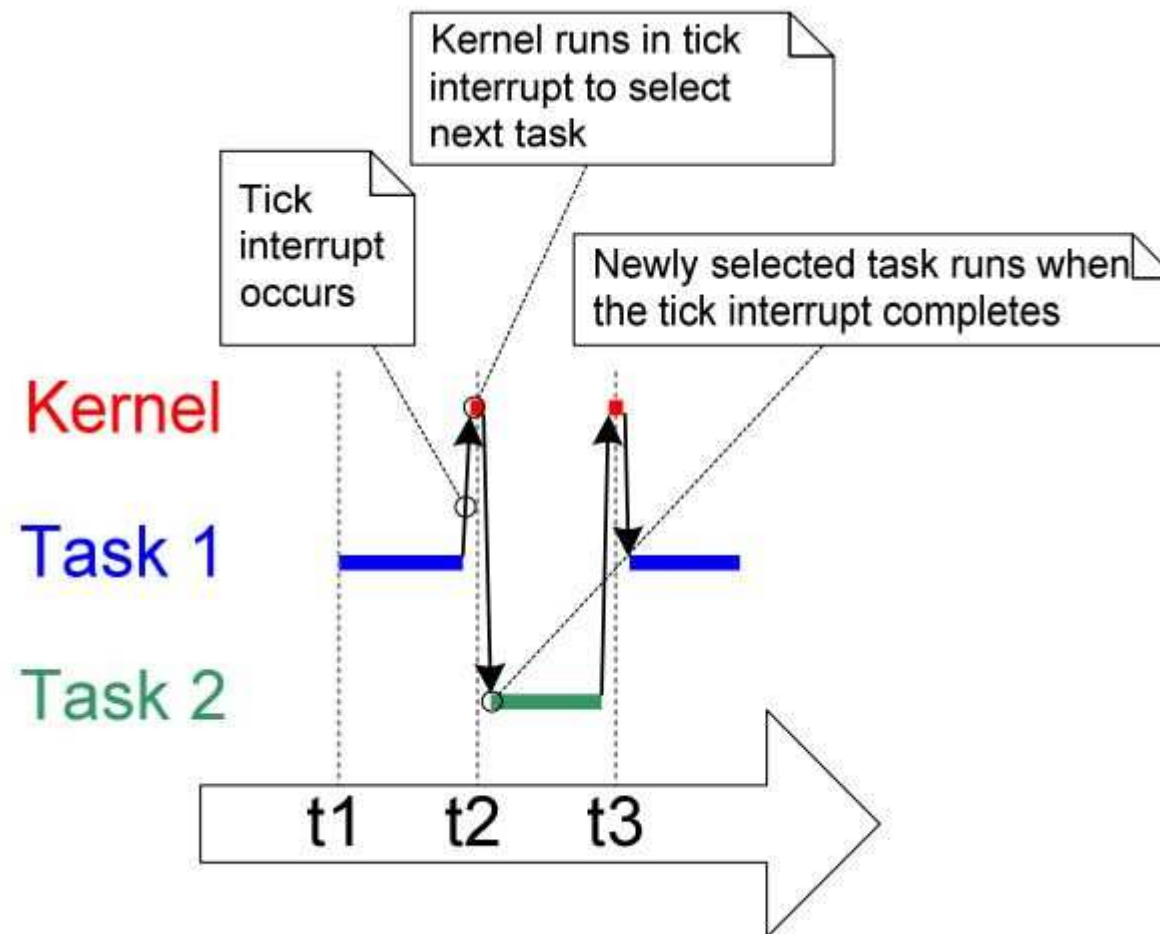 Kernel runs in tick
interrupt to select
next task
Tick
interrupt
occurs
Newly selected task runs when
the tick interrupt completes
Kernel
Task 1
Task 2
t1 t2 t3